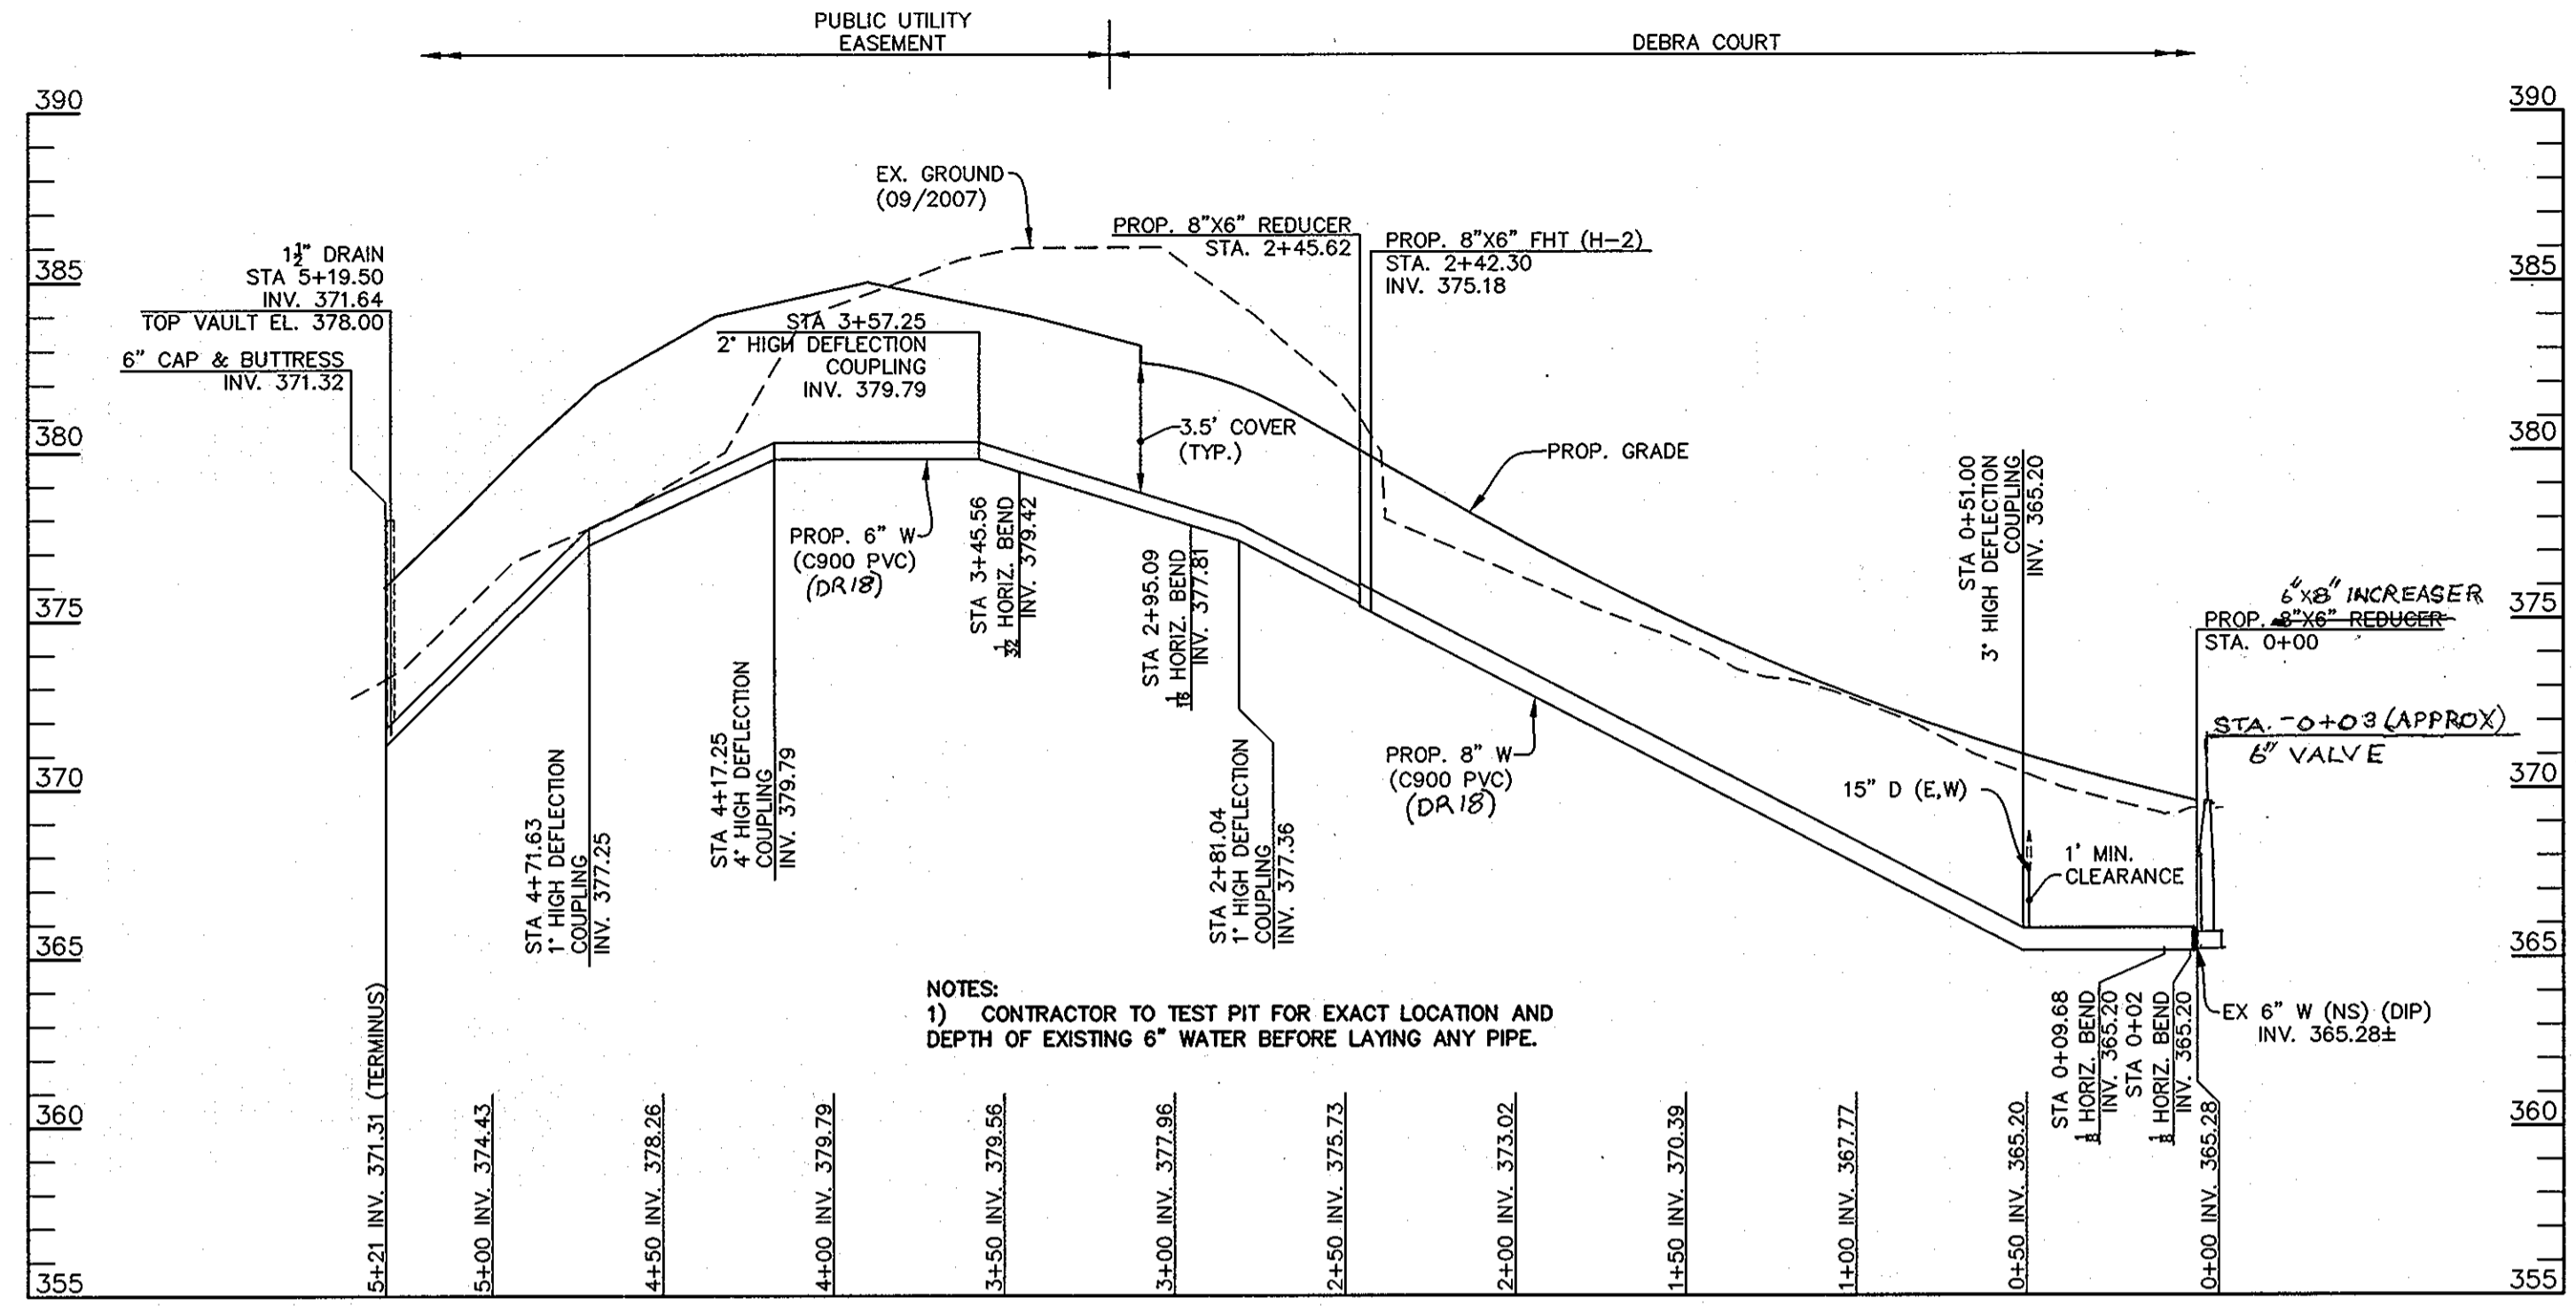 PUBLIC UTILITY
EASEMENT
DEBRA COURT
390
390
EX. GROUND
(09/2007)
PROP. 8"X6" REDUCER
STA. 2+45.62
PROP. 8"X6" FHT (H-2)
STA. 2+42.30
INV. 375.18
1½" DRAIN
STA 5+19.50
INV. 371.64
TOP VAULT EL. 378.00
385
385
6" CAP & BUTTRESS
INV. 371.32
STA 3+57.25
2° HIGH DEFLECTION
COUPLING
INV. 379.79
380
380
3.5' COVER
(TYP.)
PROP. GRADE
PROP. 6" W
(C900 PVC)
(DR18)
STA 3+45.56
1/32 HORIZ. BEND
INV. 379.42
STA 2+95.09
1/16 HORIZ. BEND
INV. 377.81
STA 0+51.00
3° HIGH DEFLECTION
COUPLING
INV. 365.20
375
375
6"X8" INCREASER
PROP. 8"X6" REDUCER
STA. 0+00
STA. -0+03 (APPROX)
6" VALVE
STA 4+71.63
1° HIGH DEFLECTION
COUPLING
INV. 377.25
STA 4+17.25
4° HIGH DEFLECTION
COUPLING
INV. 379.79
STA 2+81.04
1° HIGH DEFLECTION
COUPLING
INV. 377.36
PROP. 8" W
(C900 PVC)
(DR18)
370
370
15" D (E,W)
1' MIN.
CLEARANCE
365
365
NOTES:
1) CONTRACTOR TO TEST PIT FOR EXACT LOCATION AND
DEPTH OF EXISTING 6" WATER BEFORE LAYING ANY PIPE.
STA 0+09.68
1/8 HORIZ. BEND
INV. 365.20
STA 0+02
1/8 HORIZ. BEND
INV. 365.20
EX 6" W (NS) (DIP)
INV. 365.28±
360
360
355
355
5+21 INV. 371.31 (TERMINUS)
5+00 INV. 374.43
4+50 INV. 378.26
4+00 INV. 379.79
3+50 INV. 379.56
3+00 INV. 377.96
2+50 INV. 375.73
2+00 INV. 373.02
1+50 INV. 370.39
1+00 INV. 367.77
0+50 INV. 365.20
0+00 INV. 365.28